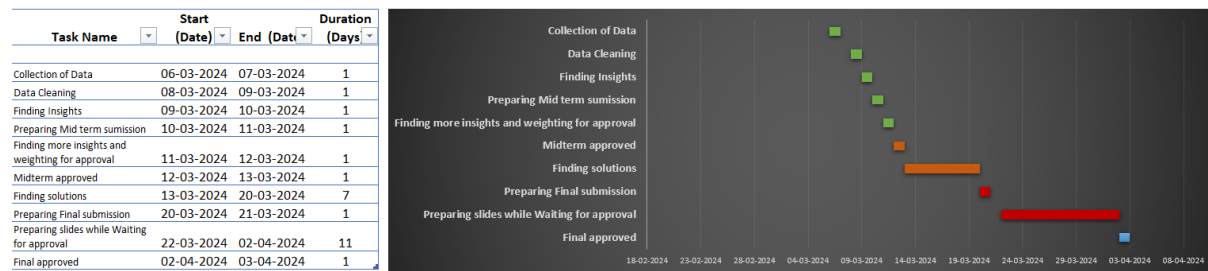 Task Name Start (Date) End (Date Duration (Days)
Collection of Data 06-03-2024 07-03-2024 1
Data Cleaning 08-03-2024 09-03-2024 1
Finding Insights 09-03-2024 10-03-2024 1
Preparing Mid term sumission 10-03-2024 11-03-2024 1
Finding more insights and
weighting for approval 11-03-2024 12-03-2024 1
Midterm approved 12-03-2024 13-03-2024 1
Finding solutions 13-03-2024 20-03-2024 7
Preparing Final submission 20-03-2024 21-03-2024 1
Preparing slides while Waiting
for approval 22-03-2024 02-04-2024 11
Final approved 02-04-2024 03-04-2024 1
Collection of Data
Data Cleaning
Finding Insights
Preparing Mid term sumission
Finding more insights and weighting for approval
Midterm approved
Finding solutions
Preparing Final submission
Preparing slides while Waiting for approval
Final approved
18-02-2024 23-02-2024 28-02-2024 04-03-2024 09-03-2024 14-03-2024 19-03-2024 24-03-2024 29-03-2024 03-04-2024 08-04-2024